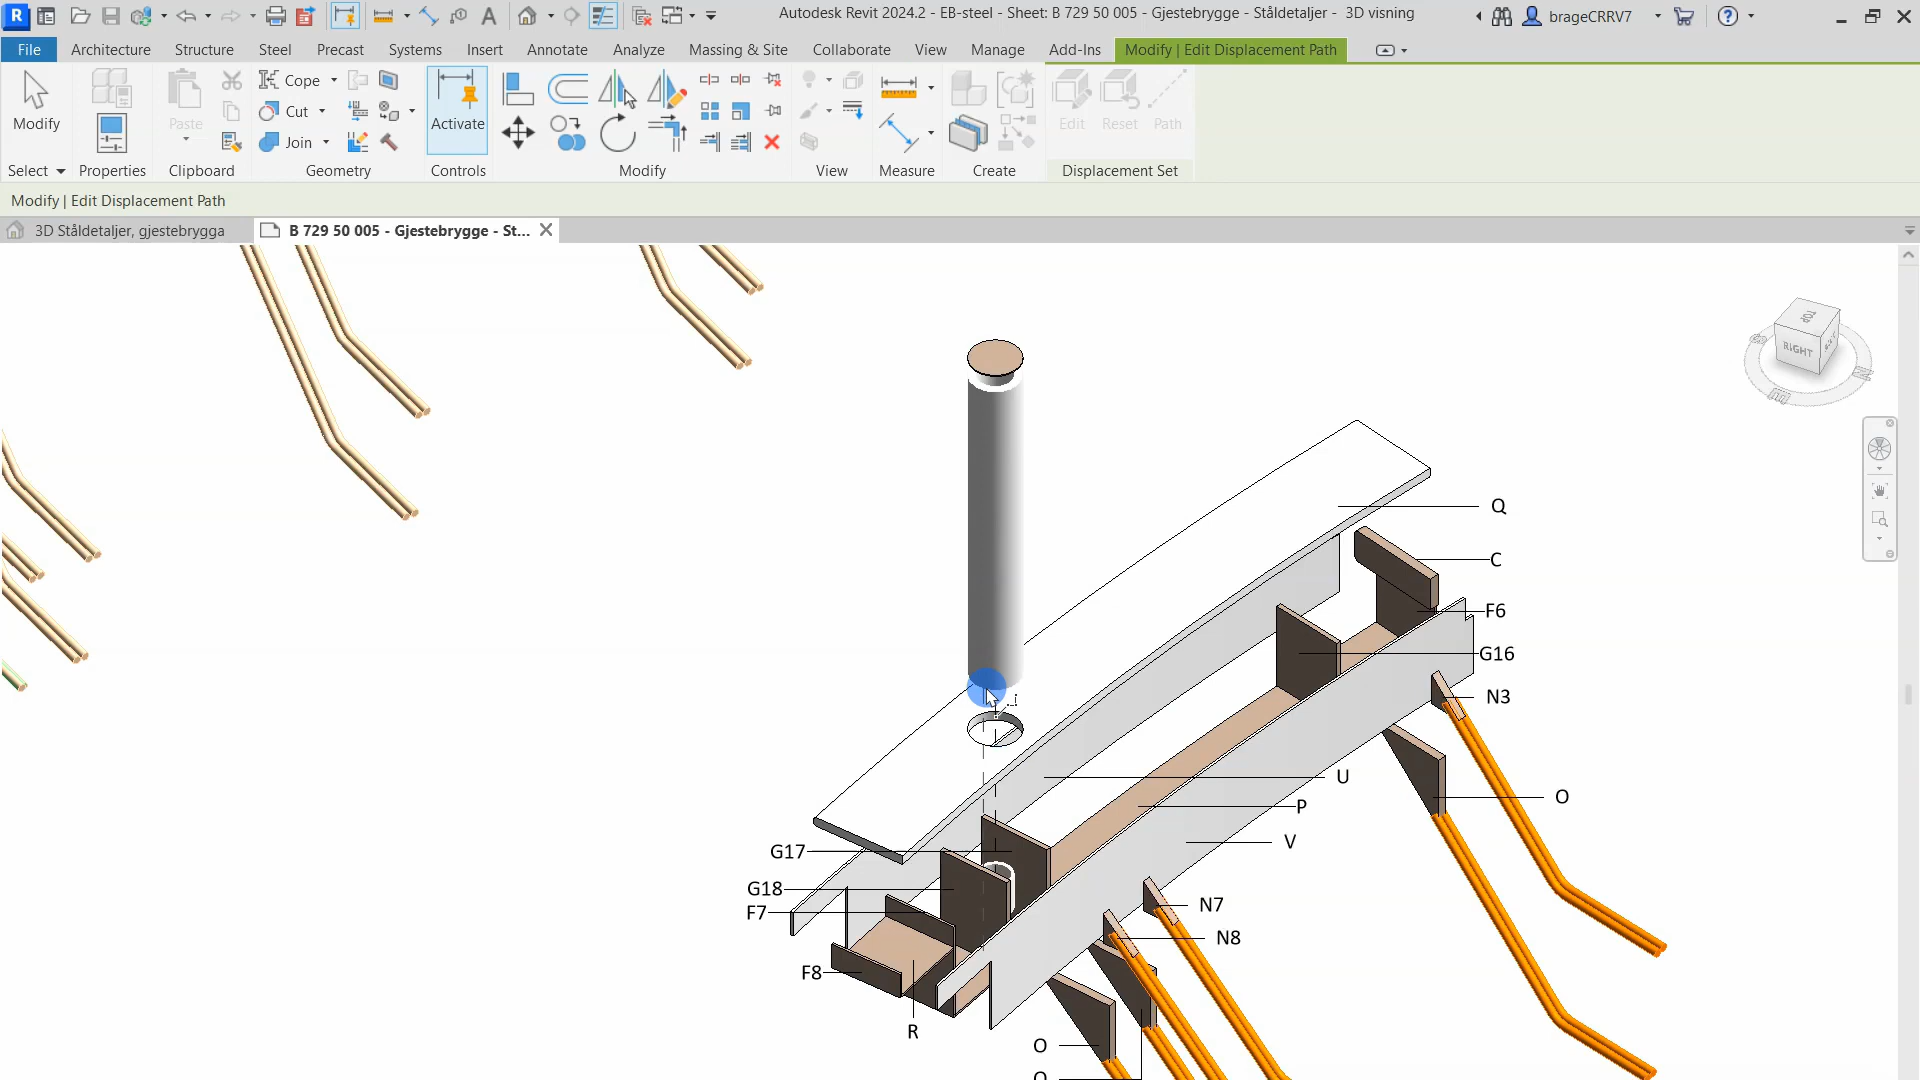 Autodesk Revit 2024.2 - EB-steel - Sheet: B 729 50 005 - Gjestebrygge - Ståldetaljer - 3D visning
brageCRRV7
File Architecture Structure Steel Precast Systems Insert Annotate Analyze Massing & Site Collaborate View Manage Add-Ins Modify | Edit Displacement Path
Modify
Paste
Cope
Cut
Join
Activate
Edit Reset Path
Select Properties Clipboard Geometry Controls Modify View Measure Create Displacement Set
Modify | Edit Displacement Path
3D Ståldetaljer, gjestebrygga
B 729 50 005 - Gjestebrygge - St...
TOP
RIGHT
Q
C
F6
G16
N3
U
O
P
V
G17
G18
N7
F7
N8
F8
R
O
O